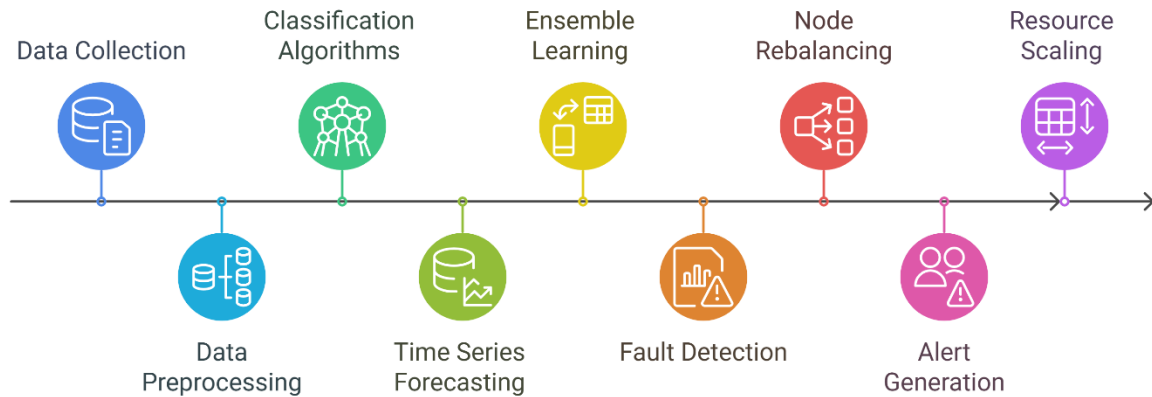 Data Collection
Classification
Algorithms
Ensemble
Learning
Node
Rebalancing
Resource
Scaling
Data
Preprocessing
Time Series
Forecasting
Fault Detection
Alert
Generation